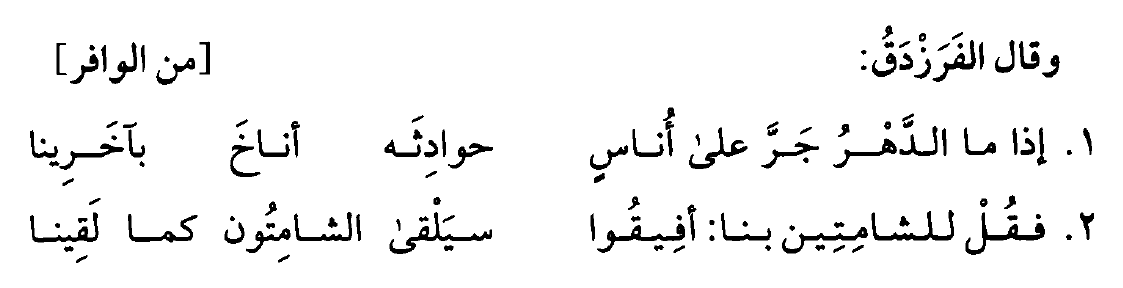 وقال الفَرَزْدَقُ: [من الوافر]
١. إذا ما الدَّهْرُ جَرَّ علىٰ أُناسٍ حوادِثَه أناخَ بآخَرِينا
٢. فقُلْ للشامِتِين بنا: أفِيقُوا سيَلْقىٰ الشامِتُون كما لَقِينا